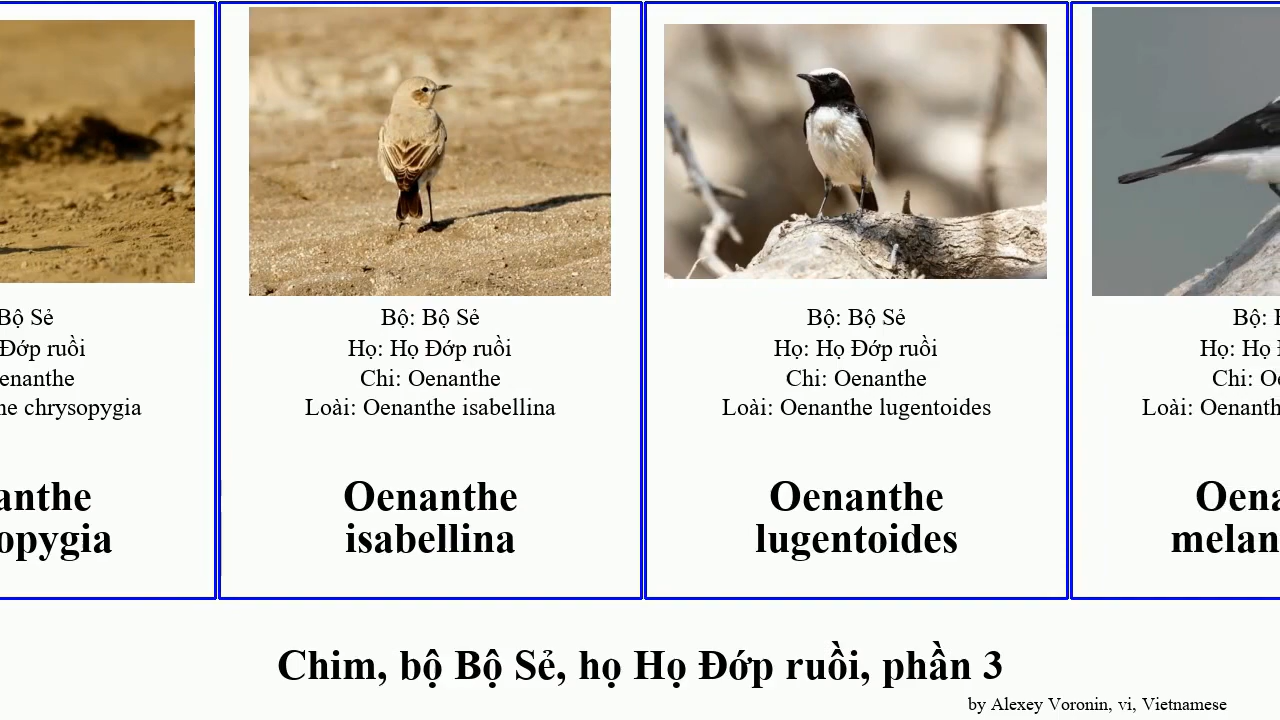 Bộ Sẻ
Đớp ruồi
enanthe
he chrysopygia
anthe
opygia
Bộ: Bộ Sẻ
Họ: Họ Đớp ruồi
Chi: Oenanthe
Loài: Oenanthe isabellina
Oenanthe
isabellina
Bộ: Bộ Sẻ
Họ: Họ Đớp ruồi
Chi: Oenanthe
Loài: Oenanthe lugentoides
Oenanthe
lugentoides
Bộ: B
Họ: Họ
Chi: Oe
Loài: Oenanth
Oena
melan
Chim, bộ Bộ Sẻ, họ Họ Đớp ruồi, phần 3
by Alexey Voronin, vi, Vietnamese